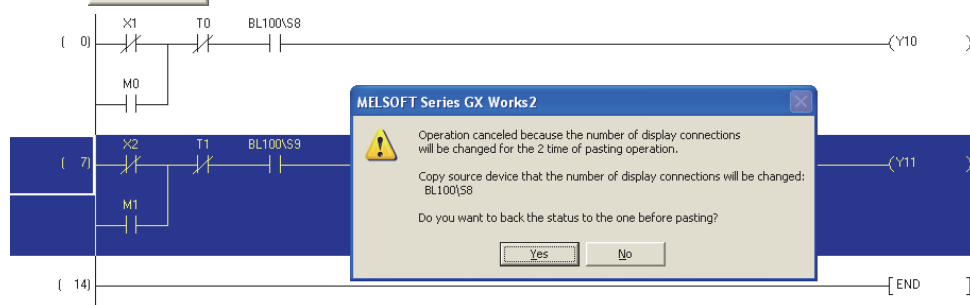 X1 T0 BL100\S8
( 0) (Y10 )
M0
MELSOFT Series GX Works2
Operation canceled because the number of display connections
will be changed for the 2 time of pasting operation.
Copy source device that the number of display connections will be changed:
BL100\S8
Do you want to back the status to the one before pasting?
Yes No
X2 T1 BL100\S9
( 7) (Y11 )
M1
( 14) [ END ]